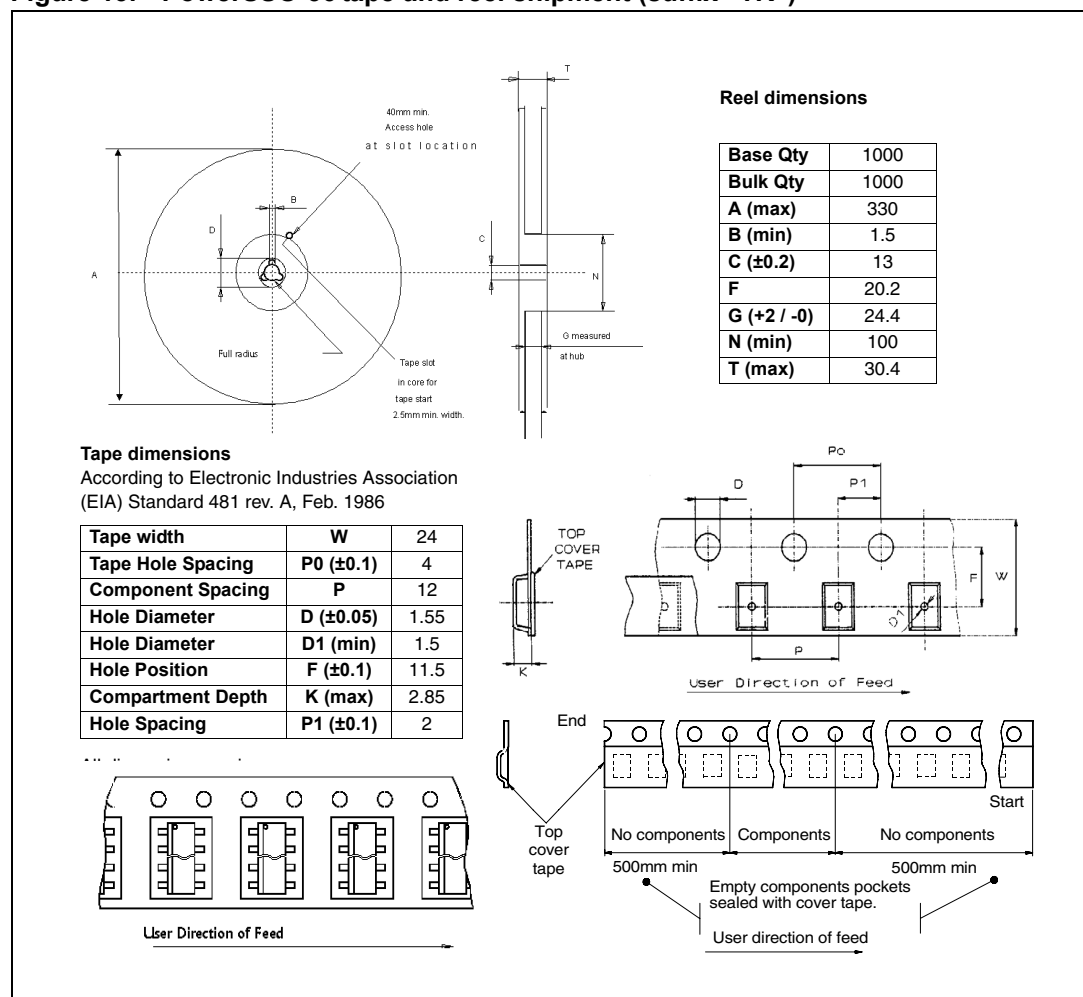 T
40mm min.
Access hole
at slot location
Reel dimensions
Base Qty 1000
Bulk Qty 1000
A (max) 330
B (min) 1.5
C (±0.2) 13
F 20.2
G (+2 / -0) 24.4
N (min) 100
T (max) 30.4
B
D
C
A
N
Full radius
G measured
at hub
Tape slot
in core for
tape start
2.5mm min. width.
Tape dimensions
According to Electronic Industries Association
(EIA) Standard 481 rev. A, Feb. 1986
Tape width W 24
Tape Hole Spacing P0 (±0.1) 4
Component Spacing P 12
Hole Diameter D (±0.05) 1.55
Hole Diameter D1 (min) 1.5
Hole Position F (±0.1) 11.5
Compartment Depth K (max) 2.85
Hole Spacing P1 (±0.1) 2
Po
D
P1
TOP
COVER
TAPE
F
W
D1
K
P
User Direction of Feed
End
Start
Top
cover
tape
No components
Components
No components
500mm min
500mm min
Empty components pockets
sealed with cover tape.
User direction of feed
User Direction of Feed